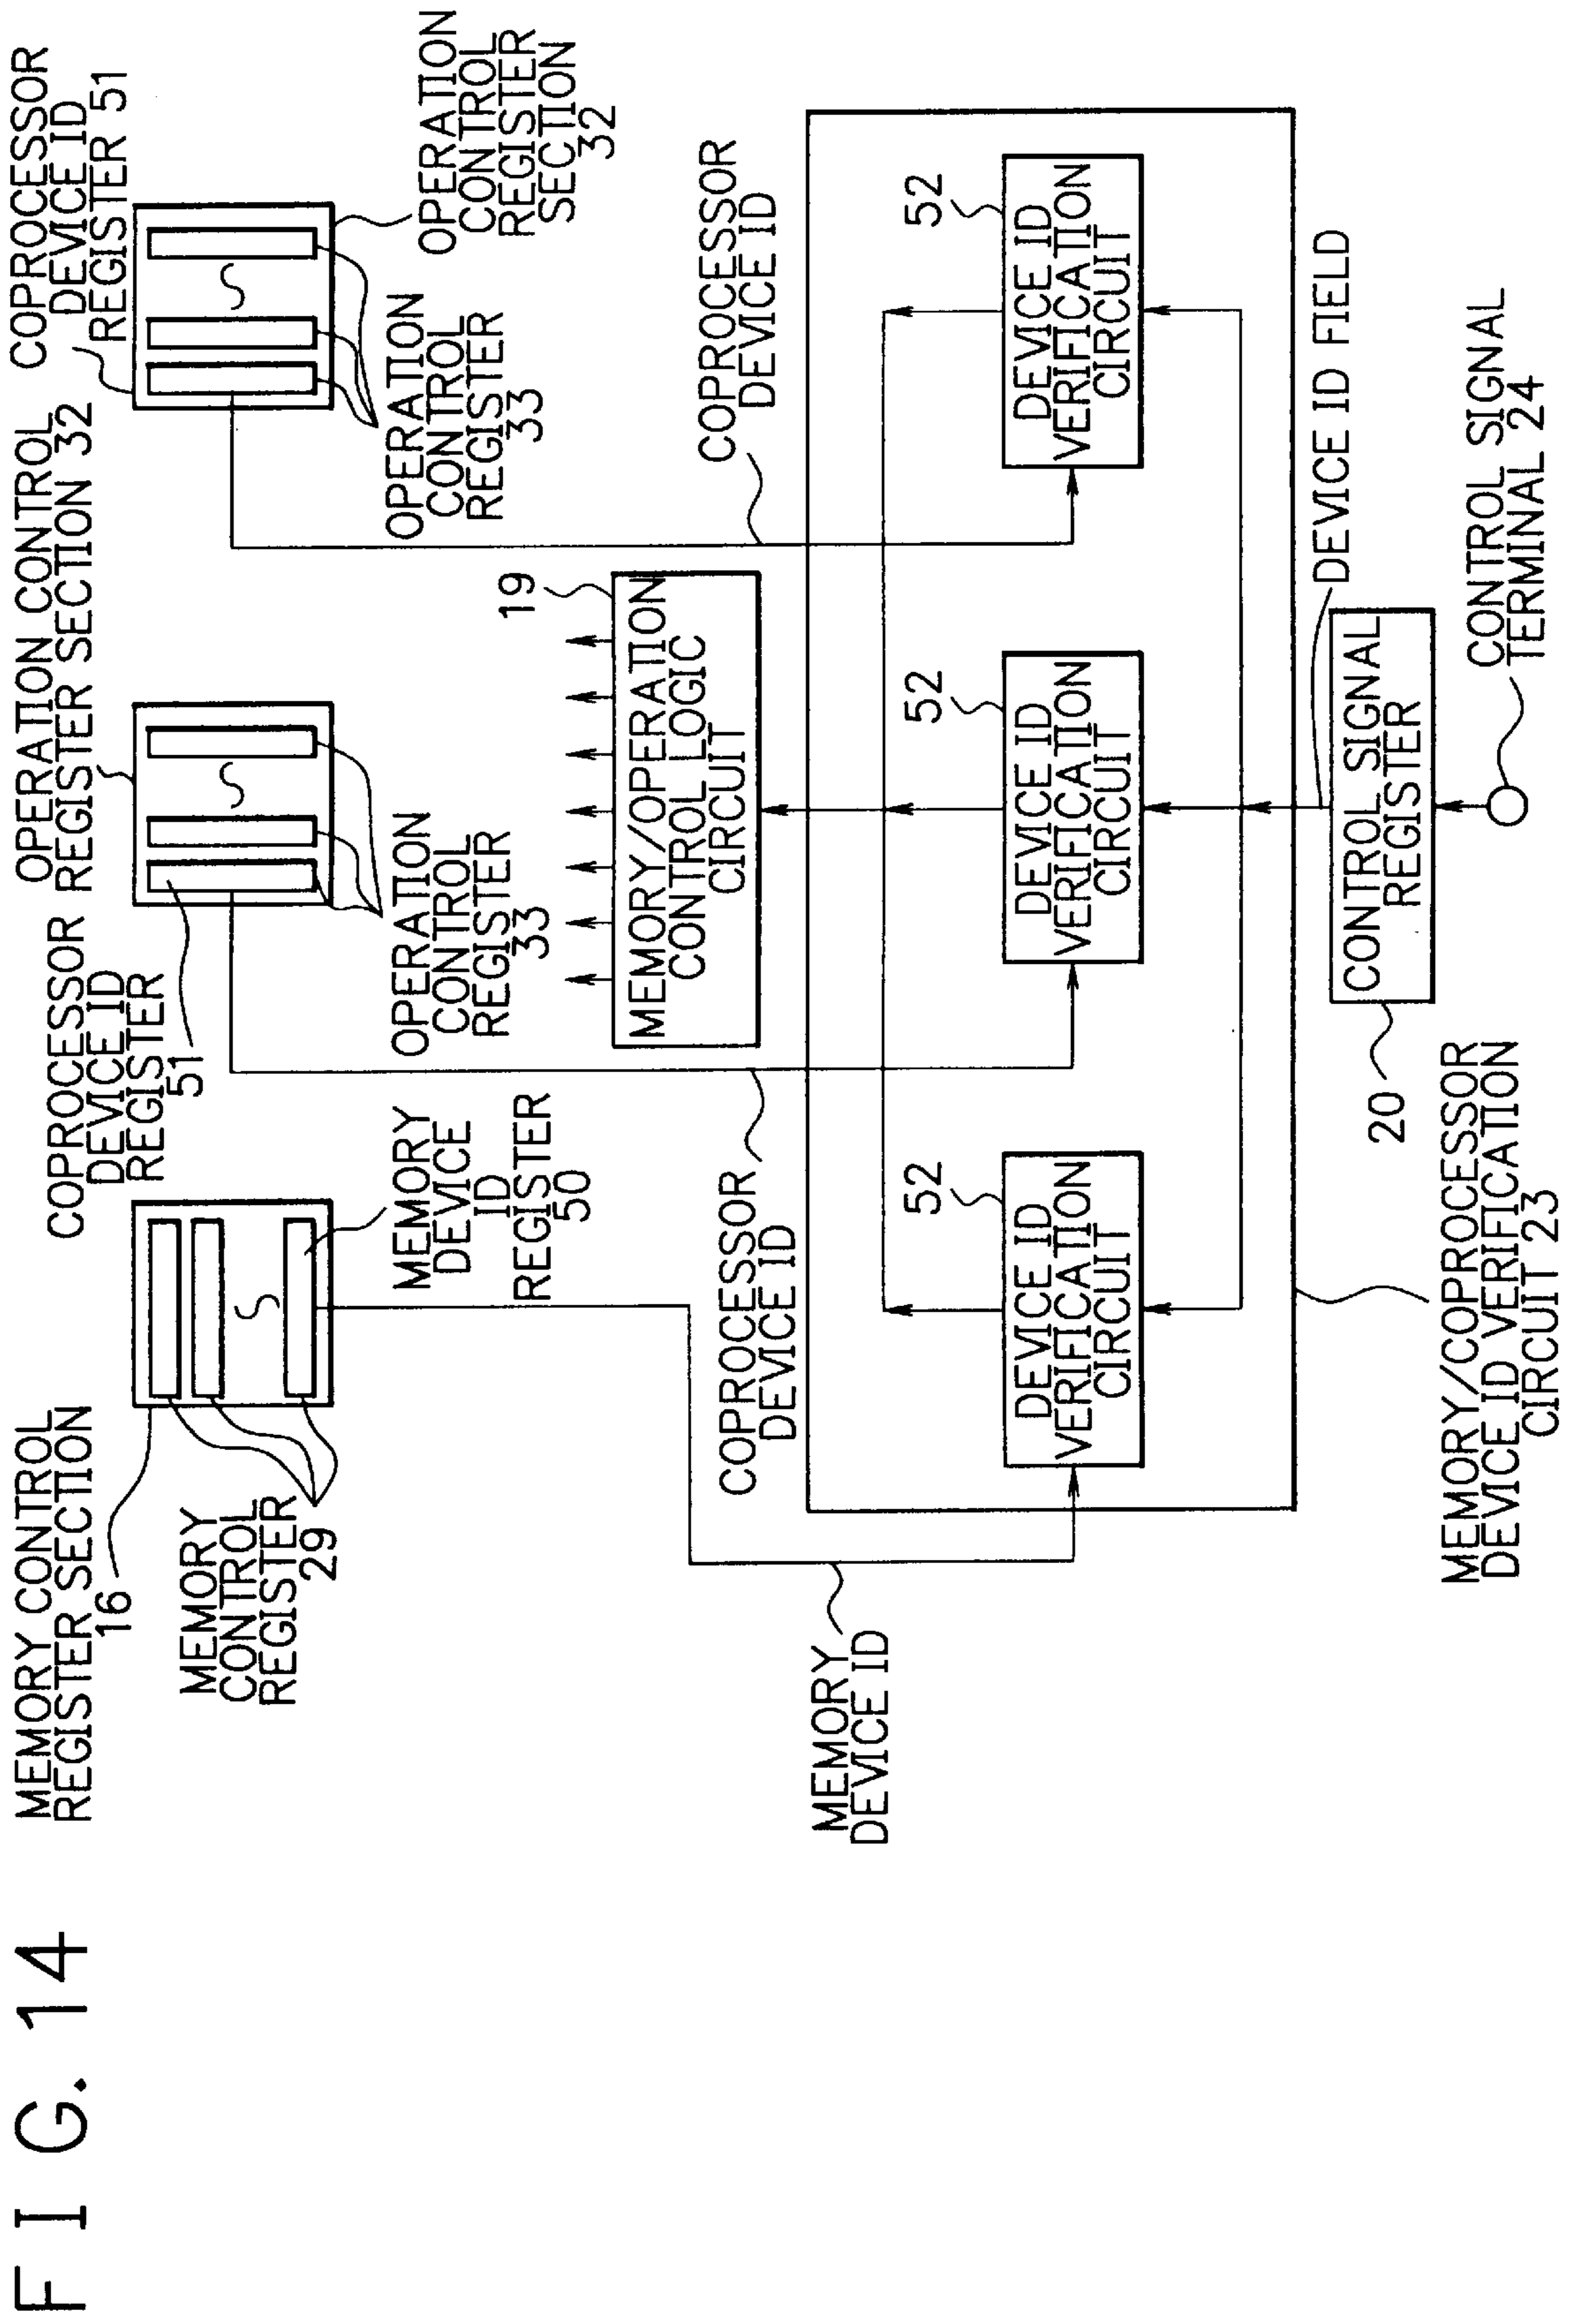 F I G. 14
MEMORY CONTROL
REGISTER SECTION
16
MEMORY
CONTROL
REGISTER
29
MEMORY
DEVICE
ID
REGISTER
50
COPROCESSOR
DEVICE ID
REGISTER
51
OPERATION CONTROL
REGISTER SECTION 32
OPERATION
CONTROL
REGISTER
33
COPROCESSOR
DEVICE ID
REGISTER 51
OPERATION
CONTROL
REGISTER
SECTION
32
OPERATION
CONTROL
REGISTER
33
19
MEMORY/OPERATION
CONTROL LOGIC
CIRCUIT
MEMORY
DEVICE ID
COPROCESSOR
DEVICE ID
COPROCESSOR
DEVICE ID
52
DEVICE ID
VERIFICATION
CIRCUIT
52
DEVICE ID
VERIFICATION
CIRCUIT
52
DEVICE ID
VERIFICATION
CIRCUIT
MEMORY/COPROCESSOR
DEVICE ID VERIFICATION
CIRCUIT 23
20
CONTROL SIGNAL
REGISTER
DEVICE ID FIELD
CONTROL SIGNAL
TERMINAL 24